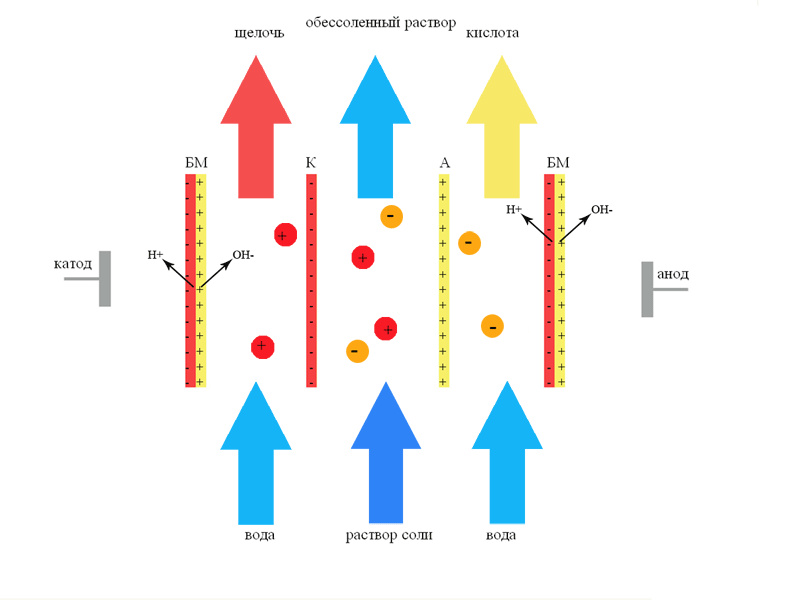 обессоленный раствор
щелочь
кислота
БМ
К
А
БМ
H+
OH-
H+
OH-
катод
анод
вода
раствор соли
вода